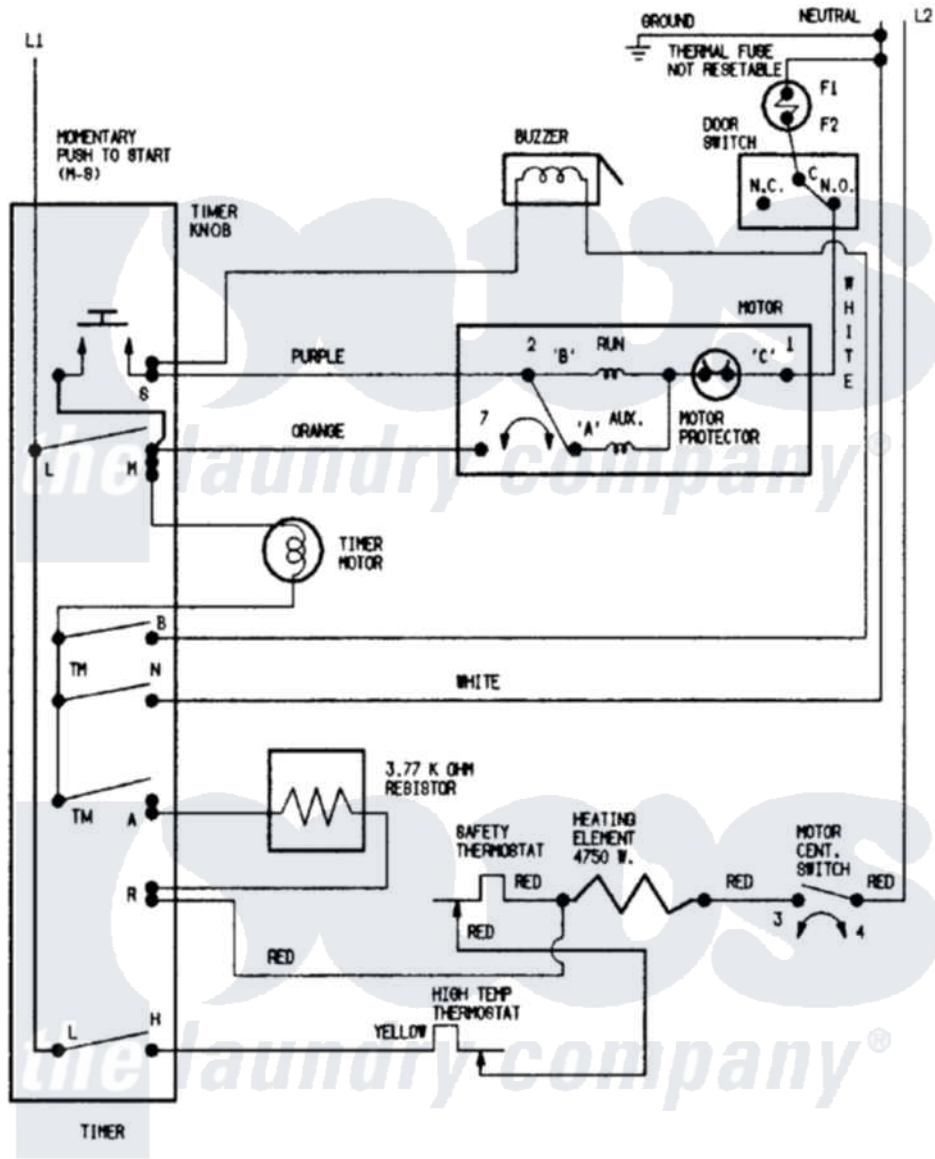 L1
GROUND
NEUTRAL
L2
THERMAL FUSE
NOT RESETABLE
F1
F2
MOMENTARY
PUSH TO START
(M-S)
BUZZER
DOOR
SWITCH
N.C.
C
N.O.
TIMER
KNOB
WHITE
MOTOR
PURPLE
2
'B'
RUN
'C'
1
S
ORANGE
7
'A'
AUX.
MOTOR
PROTECTOR
L
M
the laundry company®
TIMER
MOTOR
B
TM
N
WHITE
3.77 K OHM
RESISTOR
TM
A
SAFETY
THERMOSTAT
HEATING
ELEMENT
4750 W.
MOTOR
CENT.
SWITCH
RED
RED
RED
R
RED
3
4
RED
HIGH TEMP
THERMOSTAT
L
H
YELLOW
the laundry company®
TIMER